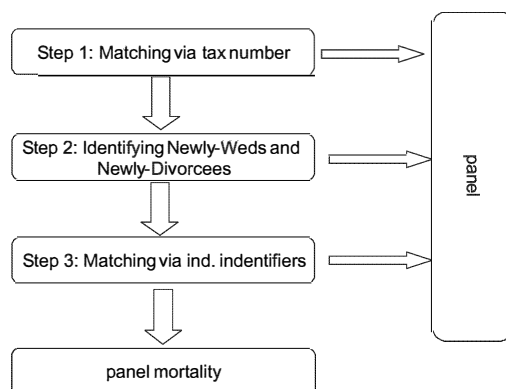 Step 1: Matching via tax number
Step 2: Identifying Newly-Weds and
Newly-Divorcees
Step 3: Matching via ind. indentifiers
panel mortality
panel